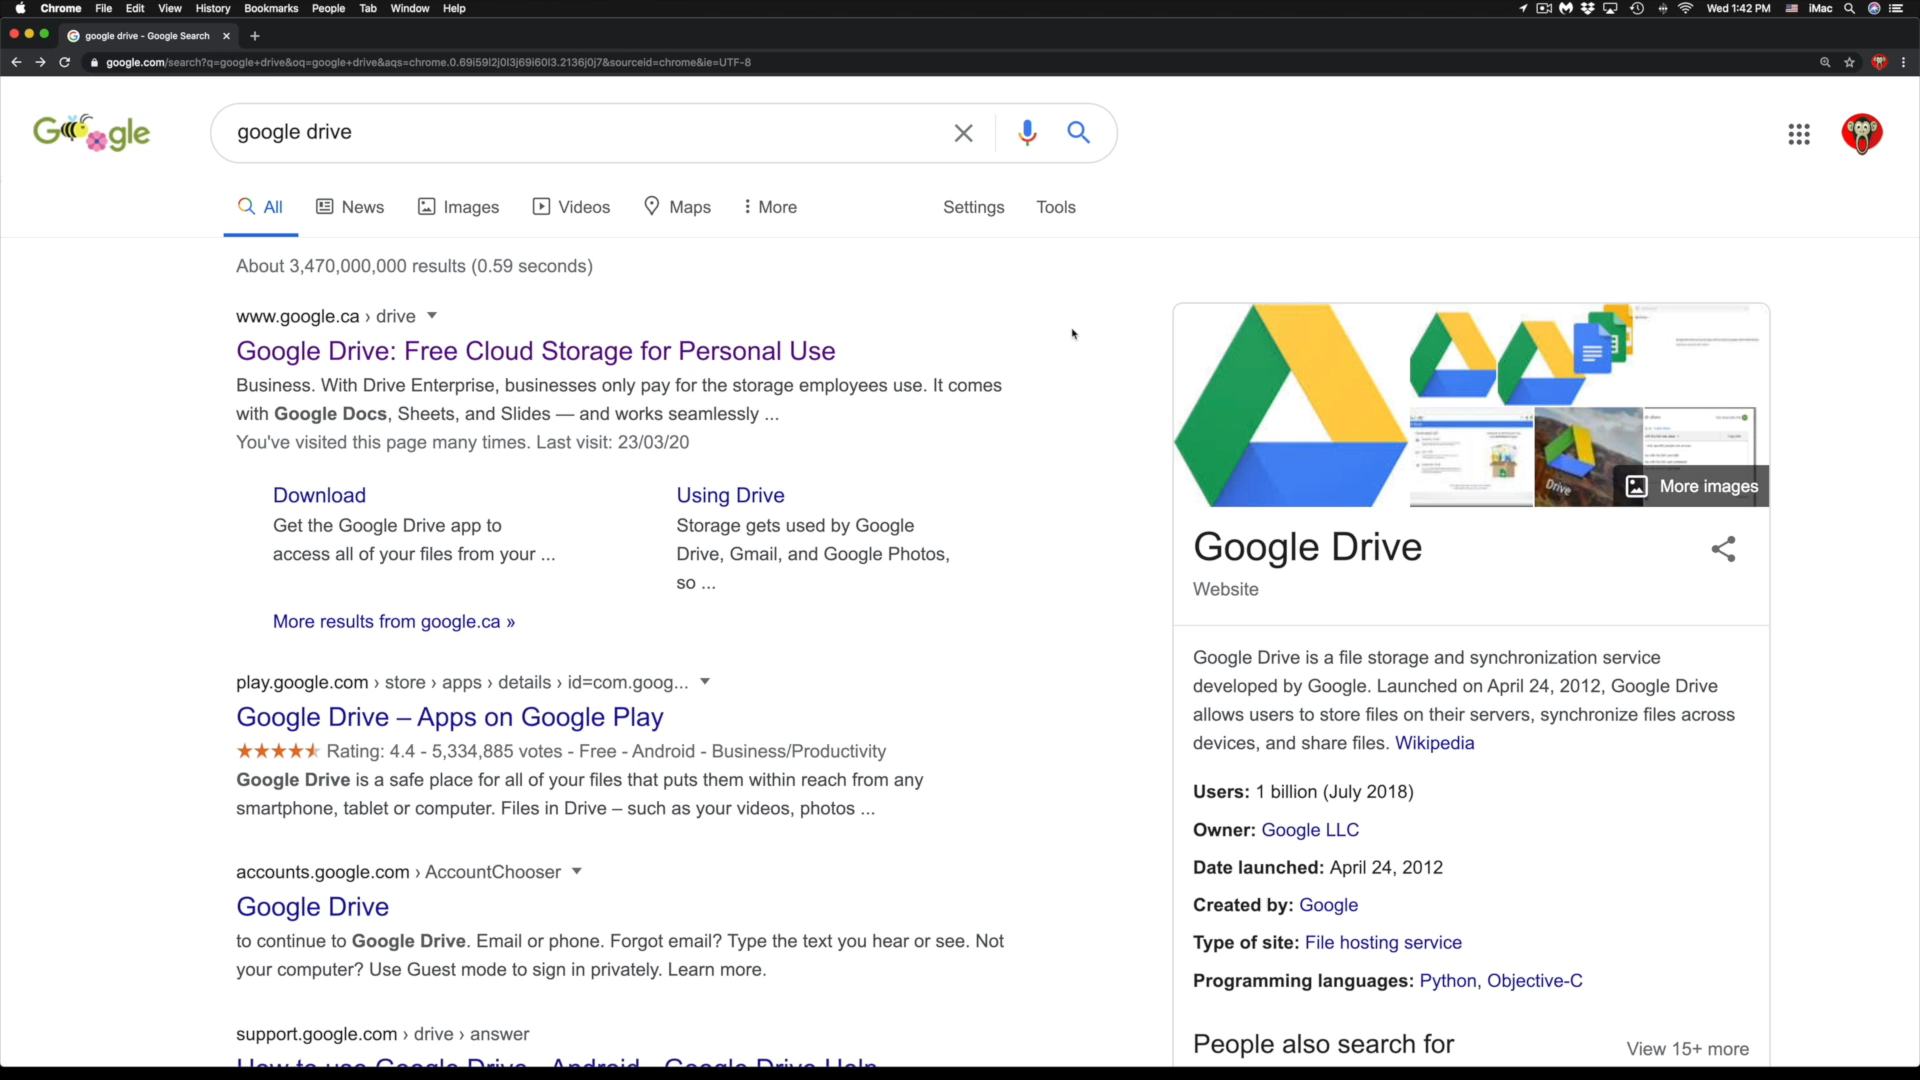 Chrome File Edit View History Bookmarks People Tab Window Help
Wed 1:42 PM iMac
google drive - Google Search
google.com/search?q=google+drive&oq=google+drive&aqs=chrome.0.69i59l2j0l3j69i60l3.2136j0j7&sourceid=chrome&ie=UTF-8
Google
google drive
All News Images Videos Maps More Settings Tools
About 3,470,000,000 results (0.59 seconds)
www.google.ca › drive
Google Drive: Free Cloud Storage for Personal Use
Business. With Drive Enterprise, businesses only pay for the storage employees use. It comes
with Google Docs, Sheets, and Slides — and works seamlessly ...
You've visited this page many times. Last visit: 23/03/20
Download
Get the Google Drive app to
access all of your files from your ...
Using Drive
Storage gets used by Google
Drive, Gmail, and Google Photos,
so ...
More results from google.ca »
play.google.com › store › apps › details › id=com.goog...
Google Drive – Apps on Google Play
Rating: 4.4 - 5,334,885 votes - Free - Android - Business/Productivity
Google Drive is a safe place for all of your files that puts them within reach from any
smartphone, tablet or computer. Files in Drive – such as your videos, photos ...
accounts.google.com › AccountChooser
Google Drive
to continue to Google Drive. Email or phone. Forgot email? Type the text you hear or see. Not
your computer? Use Guest mode to sign in privately. Learn more.
support.google.com › drive › answer
How to use Google Drive - Android - Google Drive Help
Drive
More images
Google Drive
Website
Google Drive is a file storage and synchronization service
developed by Google. Launched on April 24, 2012, Google Drive
allows users to store files on their servers, synchronize files across
devices, and share files. Wikipedia
Users: 1 billion (July 2018)
Owner: Google LLC
Date launched: April 24, 2012
Created by: Google
Type of site: File hosting service
Programming languages: Python, Objective-C
People also search for
View 15+ more